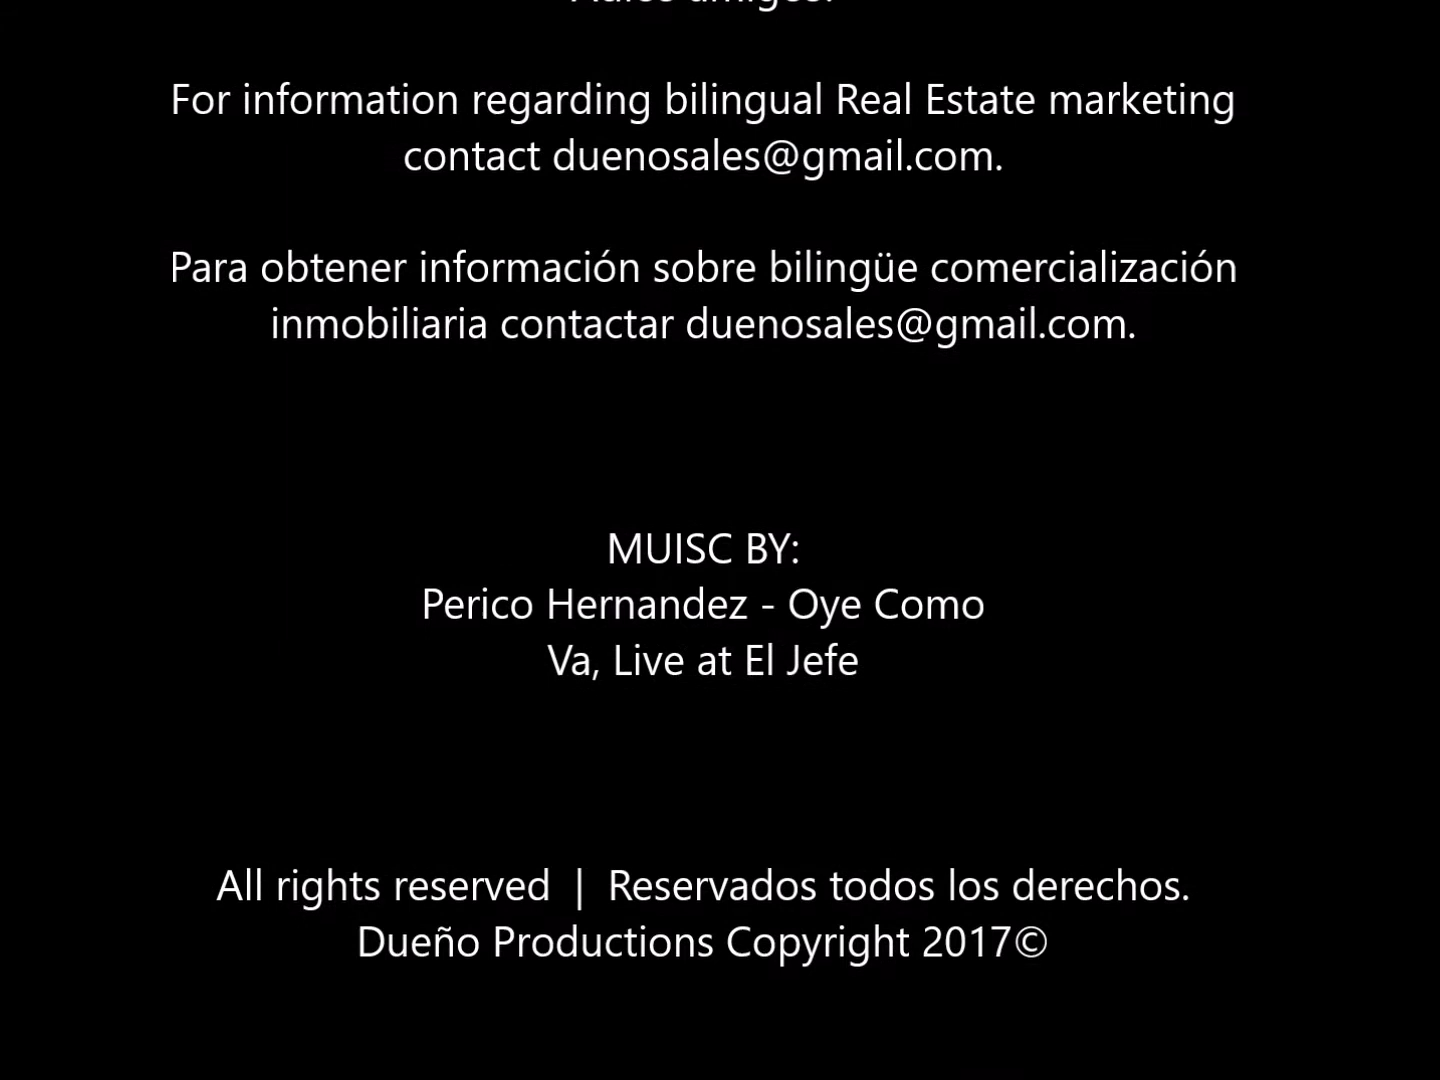 For information regarding bilingual Real Estate marketing
contact duenosales@gmail.com.
Para obtener información sobre bilingüe comercialización
inmobiliaria contactar duenosales@gmail.com.
MUISC BY:
Perico Hernandez - Oye Como
Va, Live at El Jefe
All rights reserved | Reservados todos los derechos.
Dueño Productions Copyright 2017©